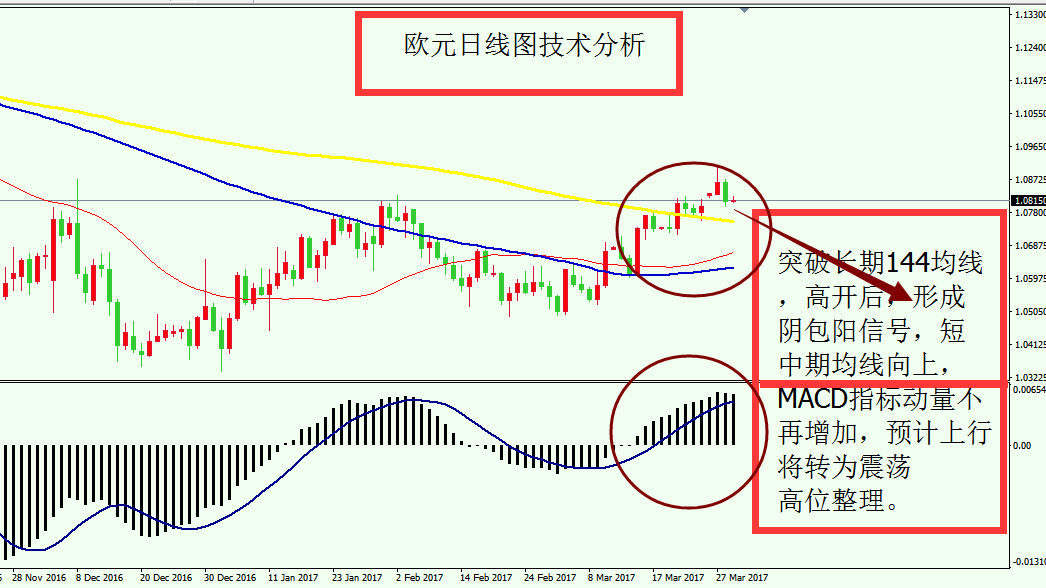 欧元日线图技术分析
1.13300
1.12400
1.11475
1.10550
1.09650
1.08725
1.08150
1.07800
1.06875
1.05975
1.05050
1.04125
1.03225
突破长期144均线
，高开后，形成
阴包阳信号，短
中期均线向上，
MACD指标动量不
再增加，预计上行
将转为震荡
高位整理。
0.00654
0.00
-0.01310
28 Nov 2016
8 Dec 2016
20 Dec 2016
30 Dec 2016
11 Jan 2017
23 Jan 2017
2 Feb 2017
14 Feb 2017
24 Feb 2017
8 Mar 2017
17 Mar 2017
27 Mar 2017